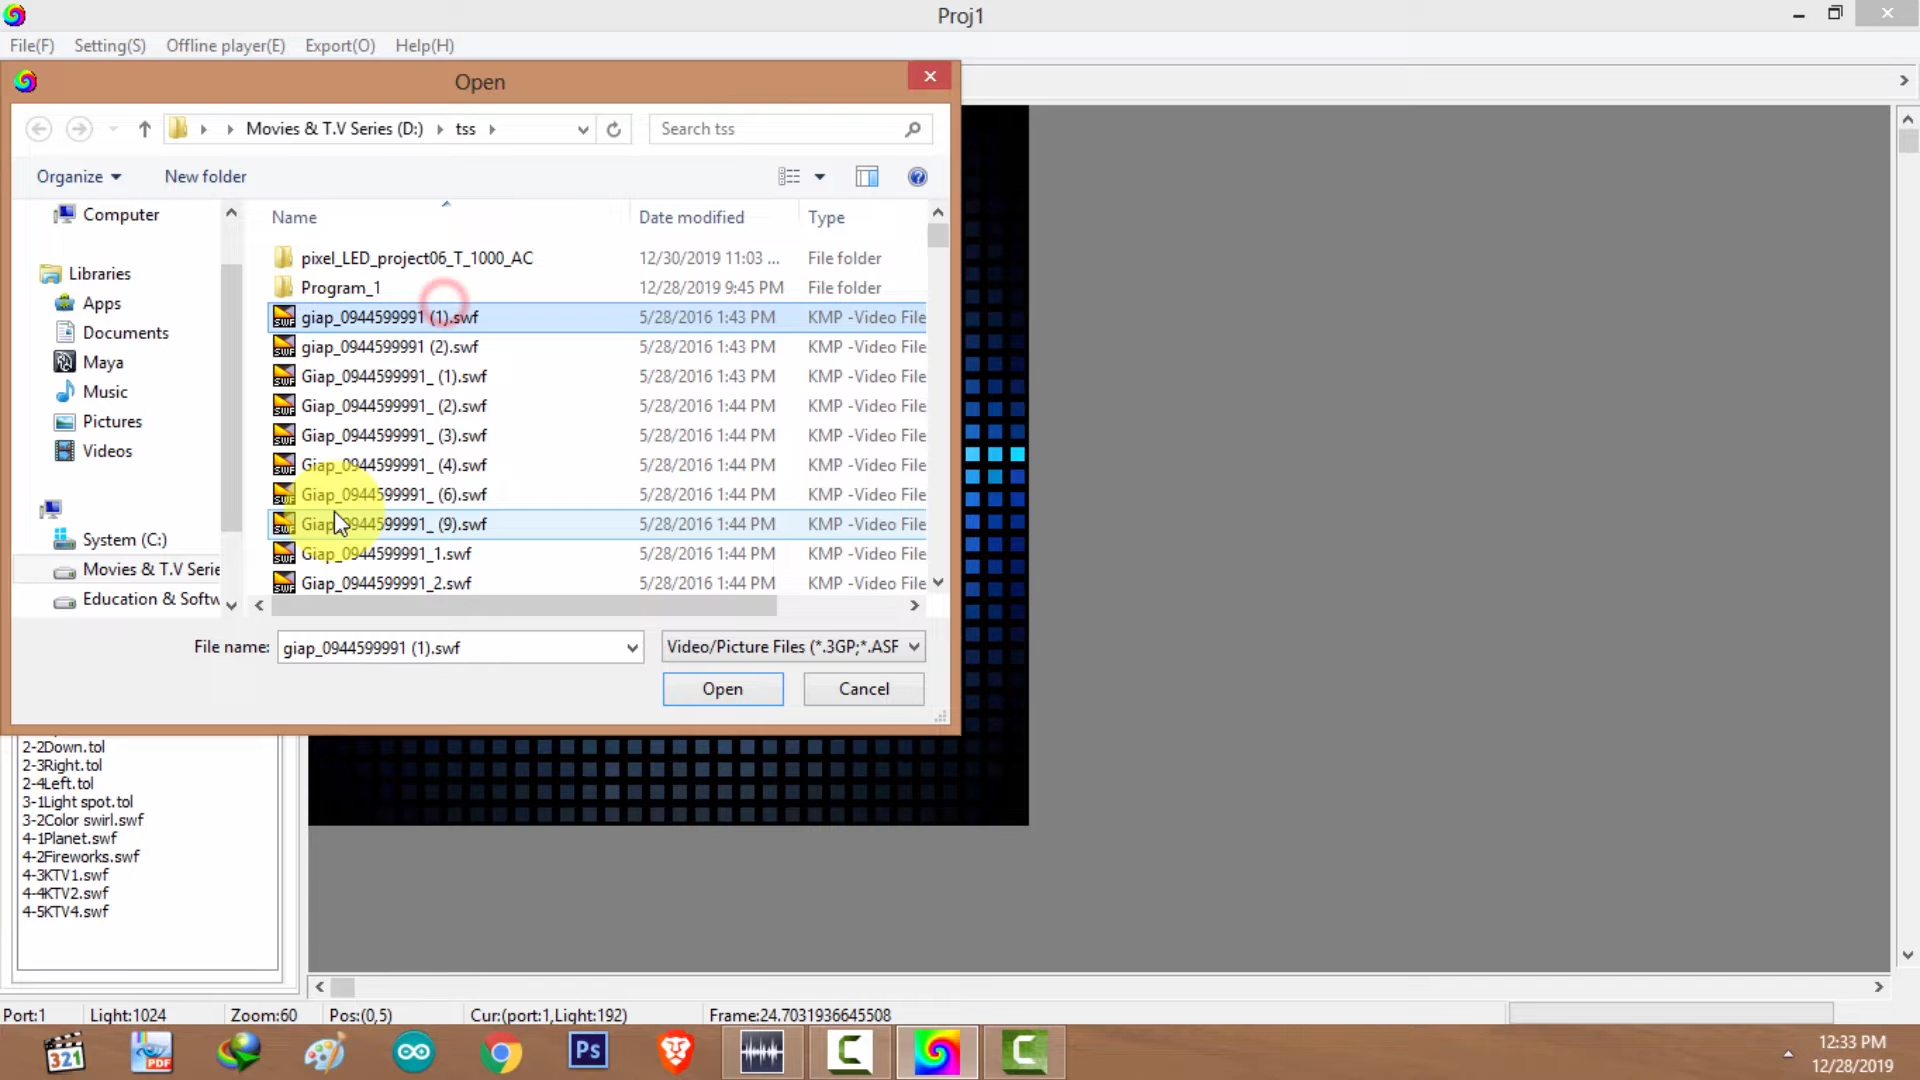 Proj1
File(F) Setting(S) Offline player(E) Export(O) Help(H)
Open
Movies & T.V Series (D:) tss
Search tss
Organize New folder
Name Date modified Type
Computer
Libraries
Apps
Documents
Maya
Music
Pictures
Videos
System (C:)
Movies & T.V Serie
Education & Softw
pixel_LED_project06_T_1000_AC 12/30/2019 11:03 ... File folder
Program_1 12/28/2019 9:45 PM File folder
giap_0944599991 (1).swf 5/28/2016 1:43 PM KMP -Video File
giap_0944599991 (2).swf 5/28/2016 1:43 PM KMP -Video File
Giap_0944599991_ (1).swf 5/28/2016 1:43 PM KMP -Video File
Giap_0944599991_ (2).swf 5/28/2016 1:44 PM KMP -Video File
Giap_0944599991_ (3).swf 5/28/2016 1:44 PM KMP -Video File
Giap_0944599991_ (4).swf 5/28/2016 1:44 PM KMP -Video File
Giap_0944599991_ (6).swf 5/28/2016 1:44 PM KMP -Video File
Giap_0944599991_ (9).swf 5/28/2016 1:44 PM KMP -Video File
Giap_0944599991_1.swf 5/28/2016 1:44 PM KMP -Video File
Giap_0944599991_2.swf 5/28/2016 1:44 PM KMP -Video File
File name: giap_0944599991 (1).swf Video/Picture Files (*.3GP;*.ASF
Open Cancel
2-2Down.tol
2-3Right.tol
2-4Left.tol
3-1Light spot.tol
3-2Color swirl.swf
4-1Planet.swf
4-2Fireworks.swf
4-3KTV1.swf
4-4KTV2.swf
4-5KTV4.swf
Port:1 Light:1024 Zoom:60 Pos:(0,5) Cur:(port:1,Light:192) Frame:24.7031936645508
321
PDF
Ps
12:33 PM
12/28/2019